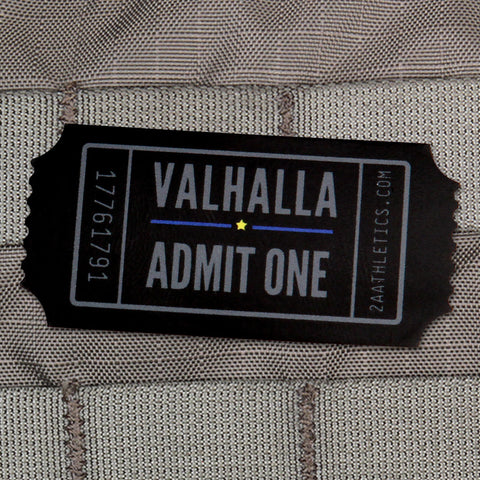 17761791
VALHALLA
ADMIT ONE
2AATHLETICS.COM